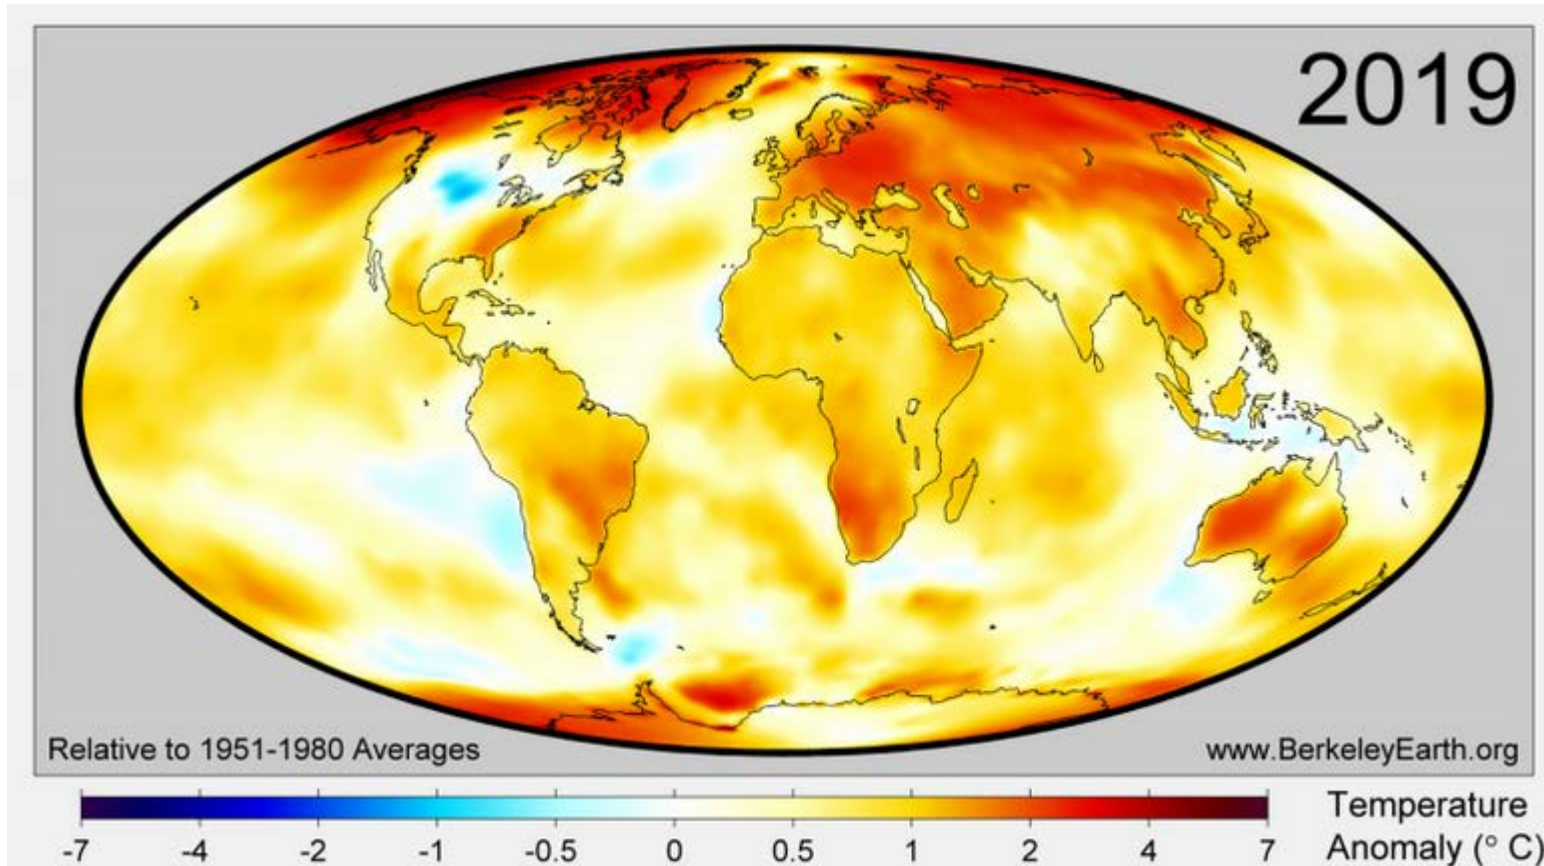 2019
Relative to 1951-1980 Averages
www.BerkeleyEarth.org
-7 -4 -2 -1 -0.5 0 0.5 1 2 4 7
Temperature
Anomaly (° C)